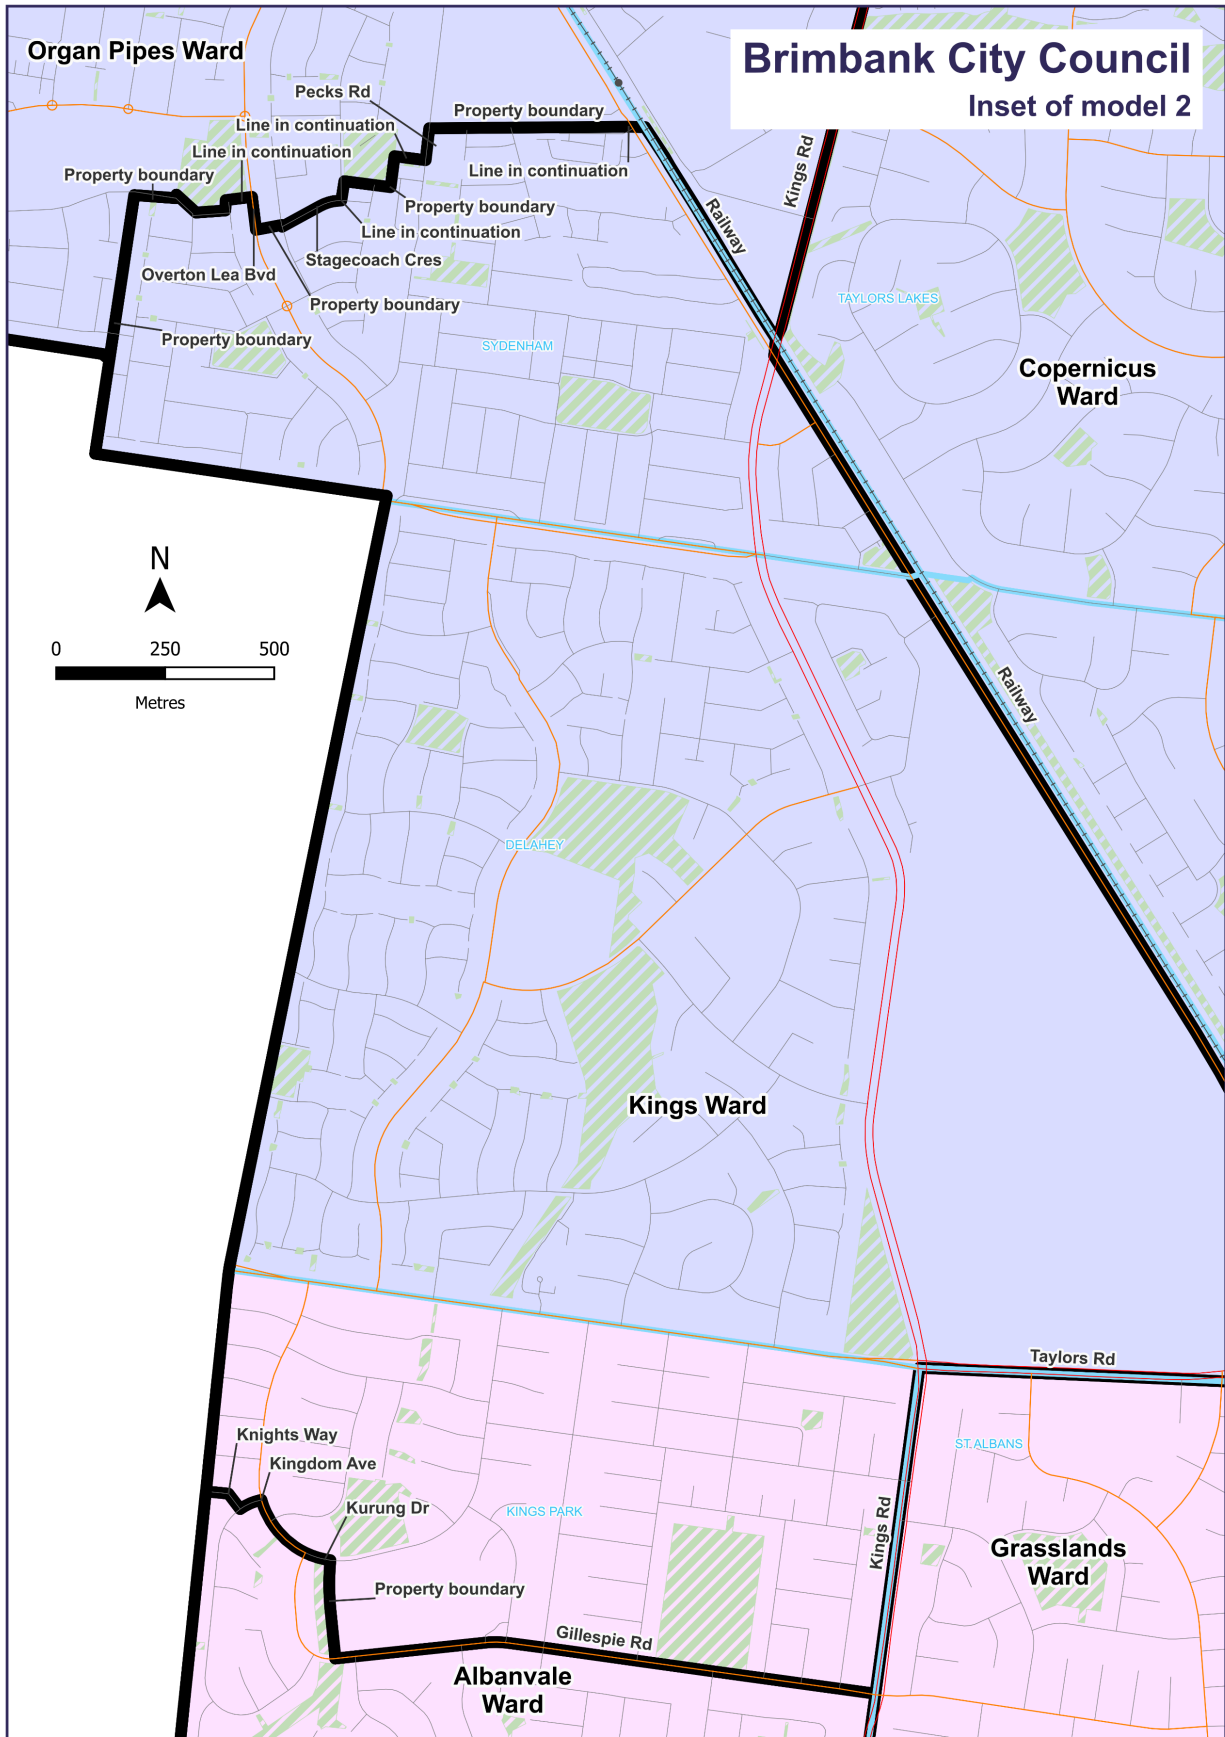 Organ Pipes Ward
Brimbank City Council
Inset of model 2
Pecks Rd
Property boundary
Line in continuation
Line in continuation
Kings Rd
Property boundary
Line in continuation
Property boundary
Railway
Line in continuation
Stagecoach Cres
Overton Lea Bvd
Property boundary
TAYLORS LAKES
Property boundary
SYDENHAM
Copernicus
Ward
N
0 250 500
Metres
Railway
DELAHEY
Kings Ward
Taylors Rd
Knights Way
ST.ALBANS
Kingdom Ave
Kurung Dr
KINGS PARK
Kings Rd
Grasslands
Ward
Property boundary
Gillespie Rd
Albanvale
Ward